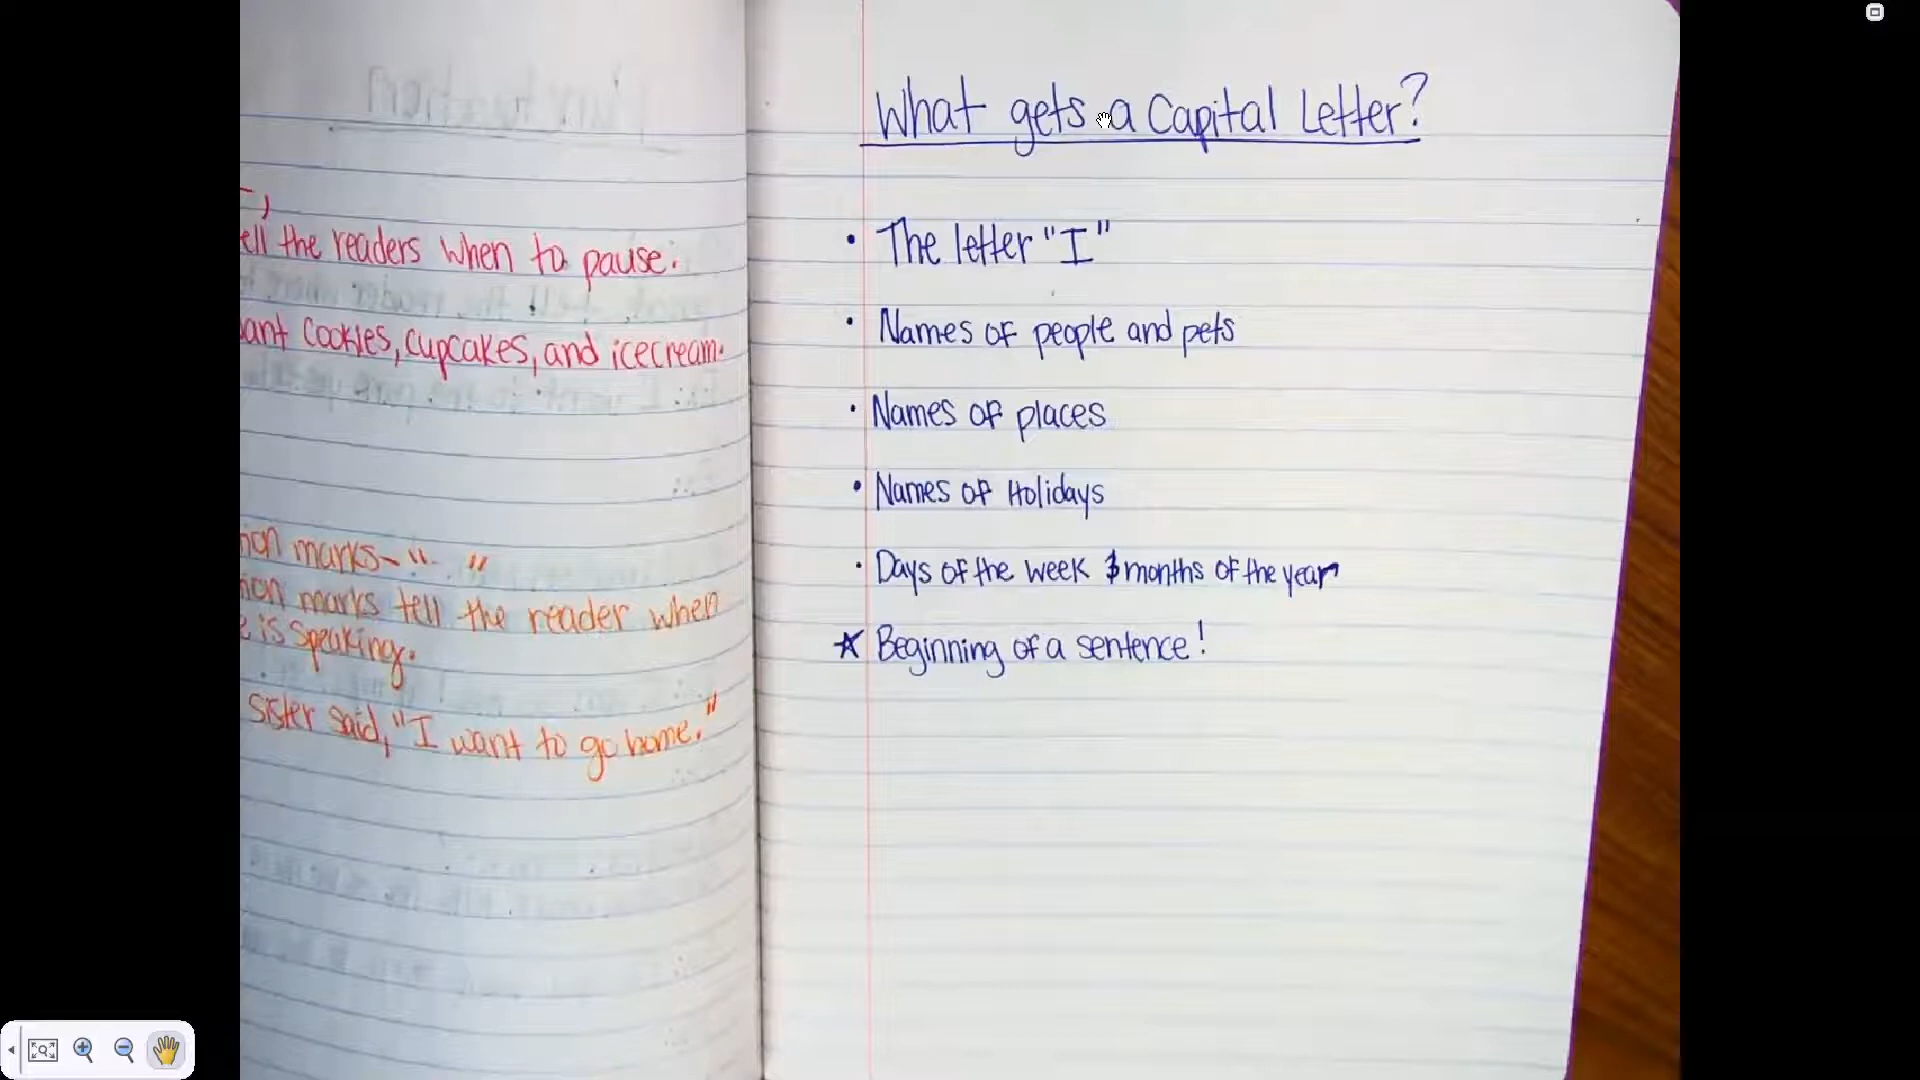 ell the readers when to pause.
ant cookies, cupcakes, and icecream.
marks- " "
marks tell the reader when
is speaking.
sister said, "I want to go home."
What gets a Capital Letter?
• The letter "I"
• Names of people and pets
• Names of places
• Names of Holidays
• Days of the week & months of the year
☆ Beginning of a sentence!